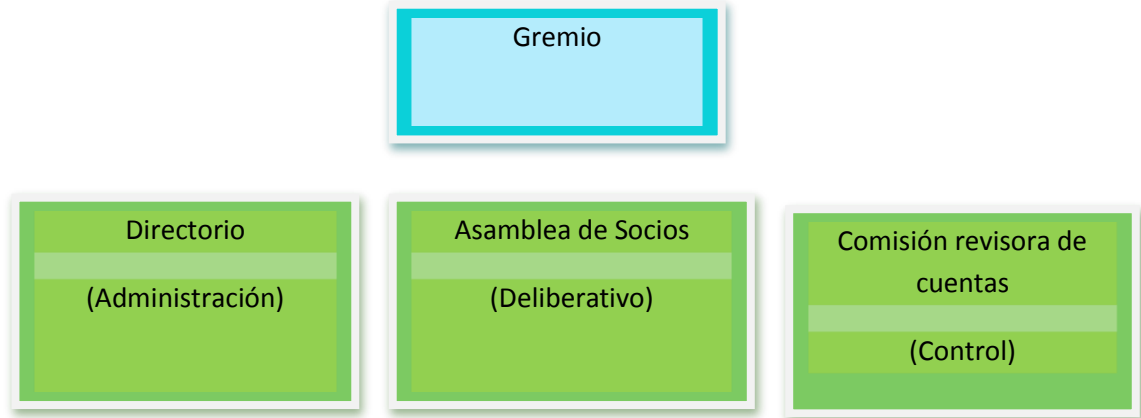 Gremio
Directorio
(Administración)
Asamblea de Socios
(Deliberativo)
Comisión revisora de
cuentas
(Control)